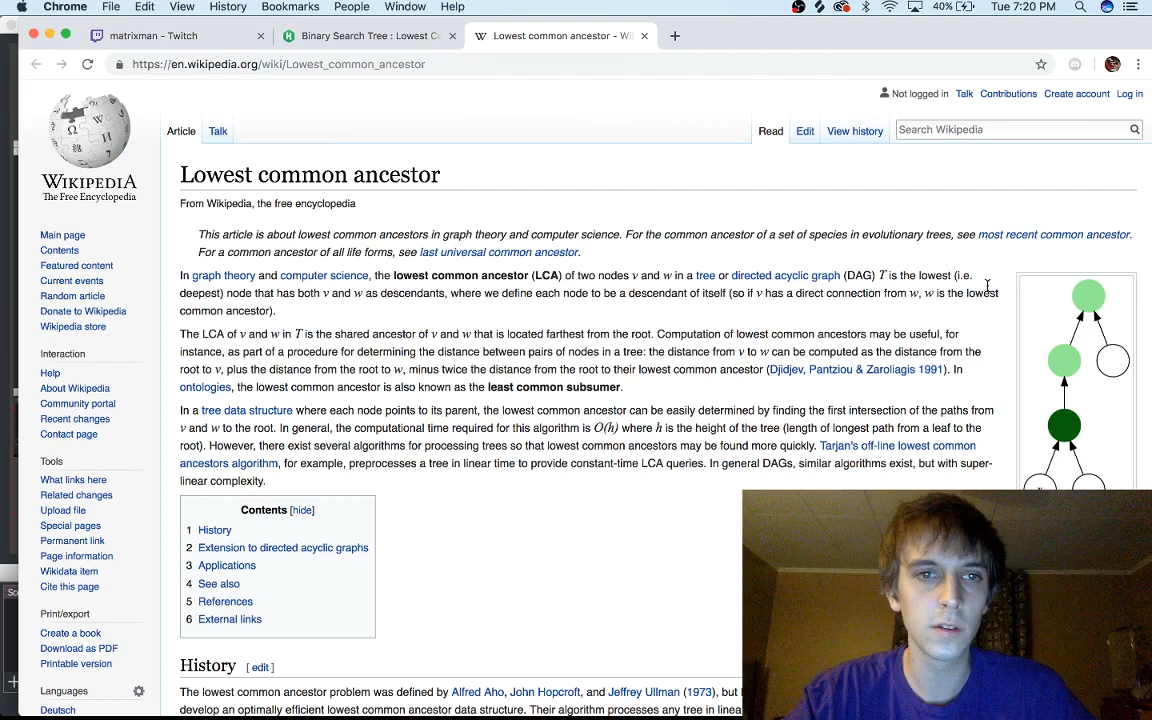 Chrome File Edit View History Bookmarks People Window Help 40% Tue 7:20 PM
matrixman - Twitch Binary Search Tree : Lowest C Lowest common ancestor - Wi
https://en.wikipedia.org/wiki/Lowest_common_ancestor
Not logged in Talk Contributions Create account Log in
Article Talk Read Edit View history Search Wikipedia
WIKIPEDIA
The Free Encyclopedia
Main page
Contents
Featured content
Current events
Random article
Donate to Wikipedia
Wikipedia store
Interaction
Help
About Wikipedia
Community portal
Recent changes
Contact page
Tools
What links here
Related changes
Upload file
Special pages
Permanent link
Page information
Wikidata item
Cite this page
Print/export
Create a book
Download as PDF
Printable version
Languages
Deutsch
Lowest common ancestor
From Wikipedia, the free encyclopedia
This article is about lowest common ancestors in graph theory and computer science. For the common ancestor of a set of species in evolutionary trees, see most recent common ancestor.
For a common ancestor of all life forms, see last universal common ancestor.
In graph theory and computer science, the lowest common ancestor (LCA) of two nodes v and w in a tree or directed acyclic graph (DAG) T is the lowest (i.e.
deepest) node that has both v and w as descendants, where we define each node to be a descendant of itself (so if v has a direct connection from w, w is the lowest
common ancestor).
The LCA of v and w in T is the shared ancestor of v and w that is located farthest from the root. Computation of lowest common ancestors may be useful, for
instance, as part of a procedure for determining the distance between pairs of nodes in a tree: the distance from v to w can be computed as the distance from the
root to v, plus the distance from the root to w, minus twice the distance from the root to their lowest common ancestor (Djidjev, Pantziou & Zaroliagis 1991). In
ontologies, the lowest common ancestor is also known as the least common subsumer.
In a tree data structure where each node points to its parent, the lowest common ancestor can be easily determined by finding the first intersection of the paths from
v and w to the root. In general, the computational time required for this algorithm is O(h) where h is the height of the tree (length of longest path from a leaf to the
root). However, there exist several algorithms for processing trees so that lowest common ancestors may be found more quickly. Tarjan's off-line lowest common
ancestors algorithm, for example, preprocesses a tree in linear time to provide constant-time LCA queries. In general DAGs, similar algorithms exist, but with super-
linear complexity.
Contents [hide]
1 History
2 Extension to directed acyclic graphs
3 Applications
4 See also
5 References
6 External links
History [ edit ]
The lowest common ancestor problem was defined by Alfred Aho, John Hopcroft, and Jeffrey Ullman (1973), but
develop an optimally efficient lowest common ancestor data structure. Their algorithm processes any tree in linea